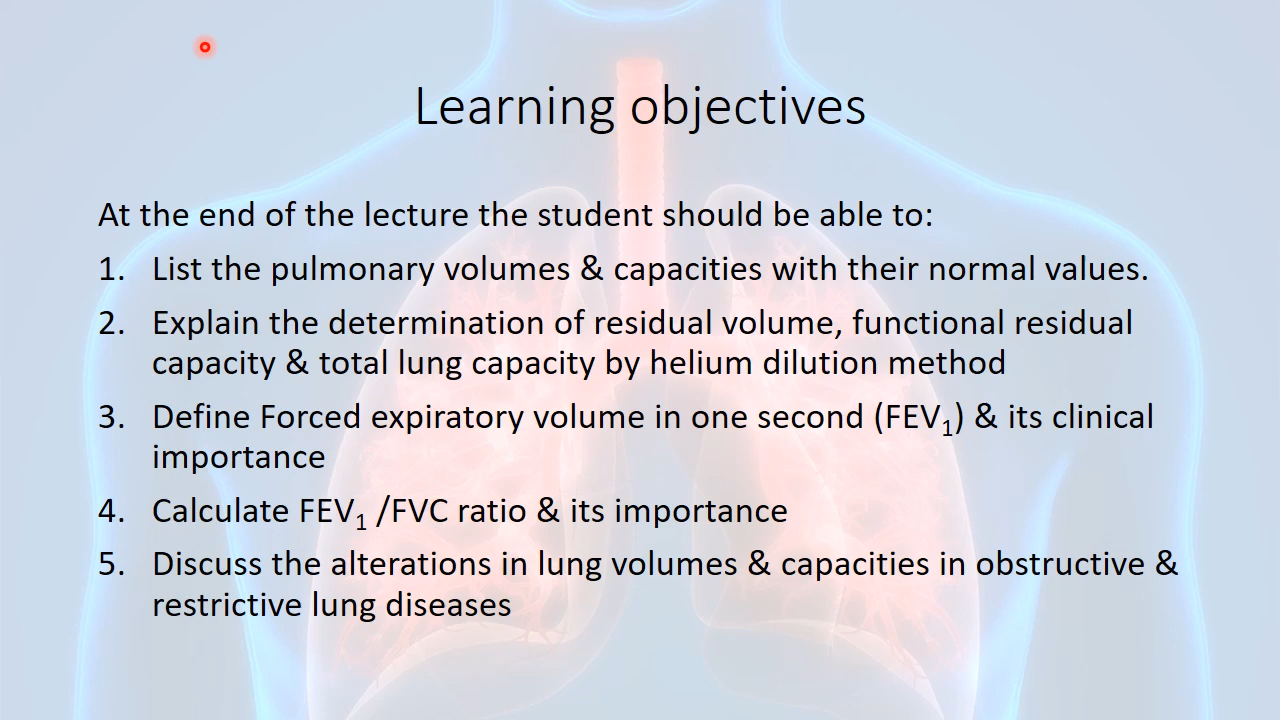 Learning objectives
At the end of the lecture the student should be able to:
1. List the pulmonary volumes & capacities with their normal values.
2. Explain the determination of residual volume, functional residual
capacity & total lung capacity by helium dilution method
3. Define Forced expiratory volume in one second (FEV₁) & its clinical
importance
4. Calculate FEV₁ /FVC ratio & its importance
5. Discuss the alterations in lung volumes & capacities in obstructive &
restrictive lung diseases